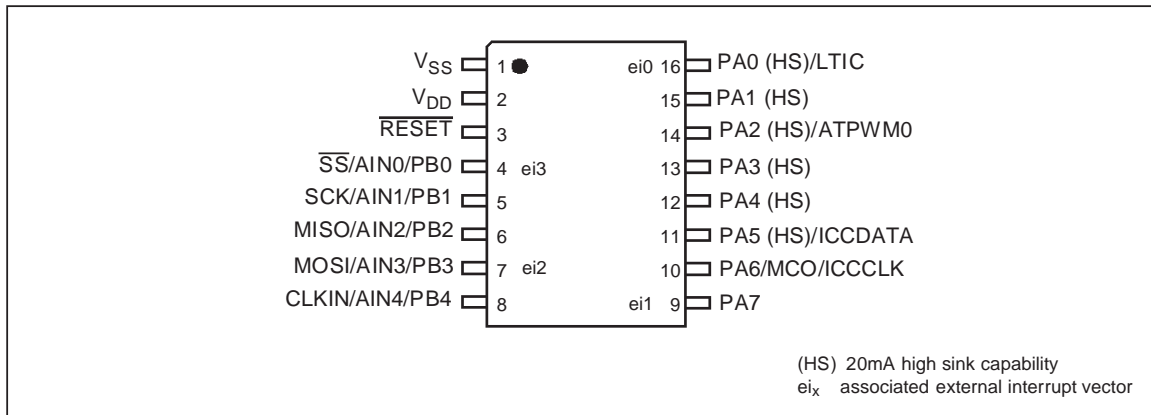 V_SS 1 ei0 16 PA0 (HS)/LTIC
V_DD 2 15 PA1 (HS)
RESET 3 14 PA2 (HS)/ATPWM0
SS/AIN0/PB0 4 ei3 13 PA3 (HS)
SCK/AIN1/PB1 5 12 PA4 (HS)
MISO/AIN2/PB2 6 11 PA5 (HS)/ICCDATA
MOSI/AIN3/PB3 7 ei2 10 PA6/MCO/ICCCLK
CLKIN/AIN4/PB4 8 ei1 9 PA7
(HS) 20mA high sink capability
ei_x associated external interrupt vector